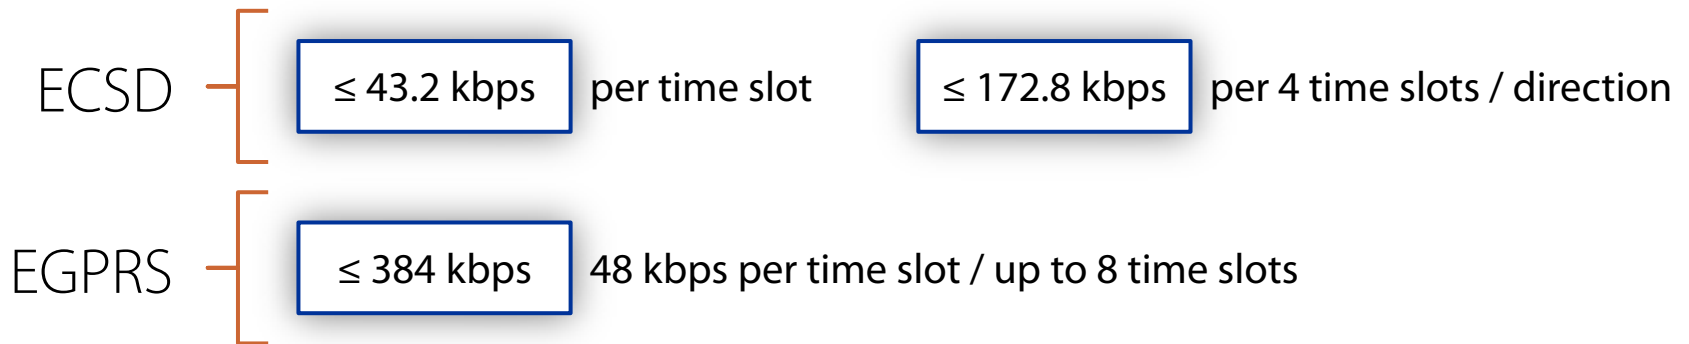 ECSD ≤ 43.2 kbps per time slot ≤ 172.8 kbps per 4 time slots / direction
EGPRS ≤ 384 kbps 48 kbps per time slot / up to 8 time slots